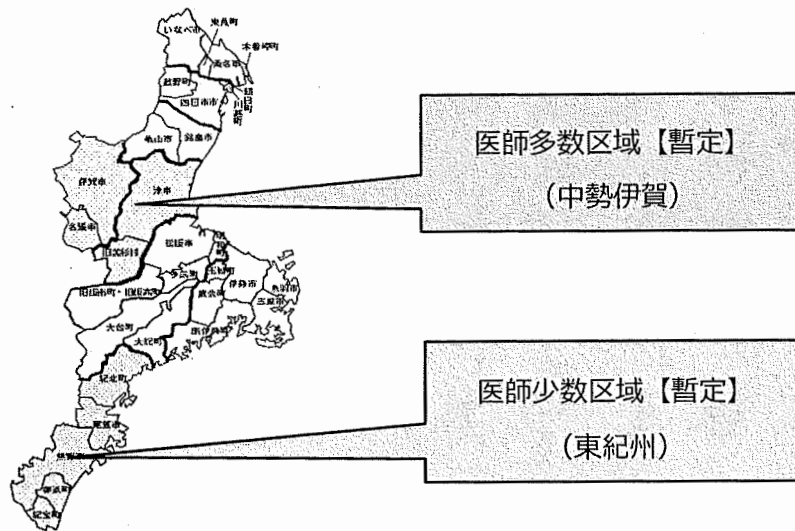 いなべ市
東員町
木曽岬町
桑名市
菰野町
四日市市
朝日町
川越町
亀山市
鈴鹿市
伊賀市
津市
名張市
松阪市
多気町
玉城町
伊勢市
鳥羽市
度会町
志摩市
大台町
大紀町
南伊勢町
紀北町
尾鷲市
熊野市
御浜町
紀宝町
医師多数区域【暫定】
(中勢伊賀)
医師少数区域【暫定】
(東紀州)